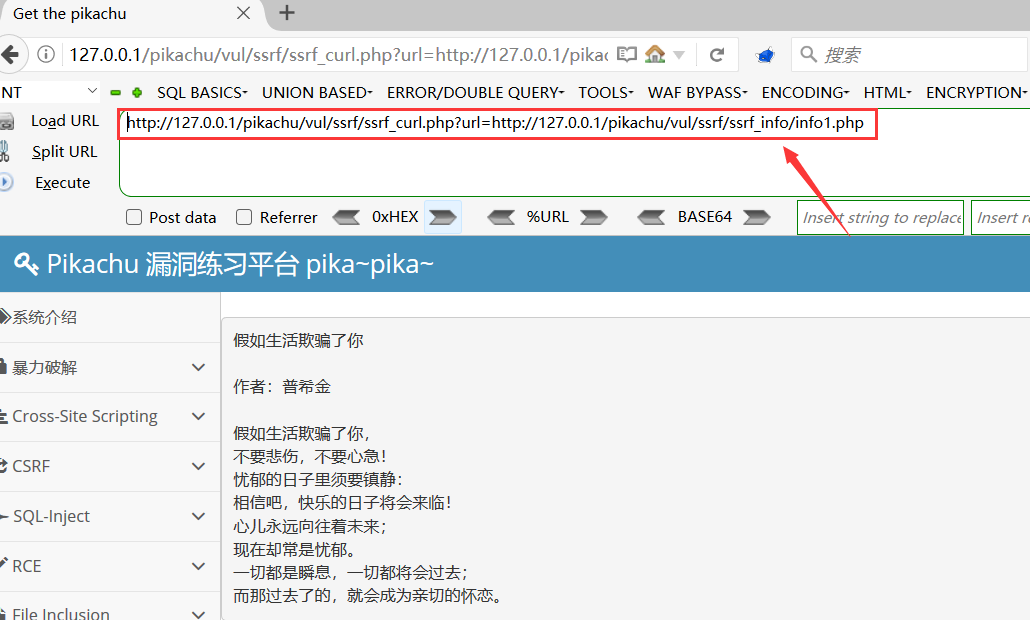 Get the pikachu
127.0.0.1/pikachu/vul/ssrf/ssrf_curl.php?url=http://127.0.0.1/pikac
搜索
NT
SQL BASICS UNION BASED ERROR/DOUBLE QUERY TOOLS WAF BYPASS ENCODING HTML ENCRYPTION
Load URL
http://127.0.0.1/pikachu/vul/ssrf/ssrf_curl.php?url=http://127.0.0.1/pikachu/vul/ssrf/ssrf_info/info1.php
Split URL
Execute
Post data Referrer 0xHEX %URL BASE64 Insert string to replace Insert re
Pikachu 漏洞练习平台 pika~pika~
系统介绍
暴力破解
Cross-Site Scripting
CSRF
SQL-Inject
RCE
File Inclusion
假如生活欺骗了你
作者：普希金
假如生活欺骗了你，
不要悲伤，不要心急！
忧郁的日子里须要镇静：
相信吧，快乐的日子将会来临！
心儿永远向往着未来；
现在却常是忧郁。
一切都是瞬息，一切都将会过去；
而那过去了的，就会成为亲切的怀恋。